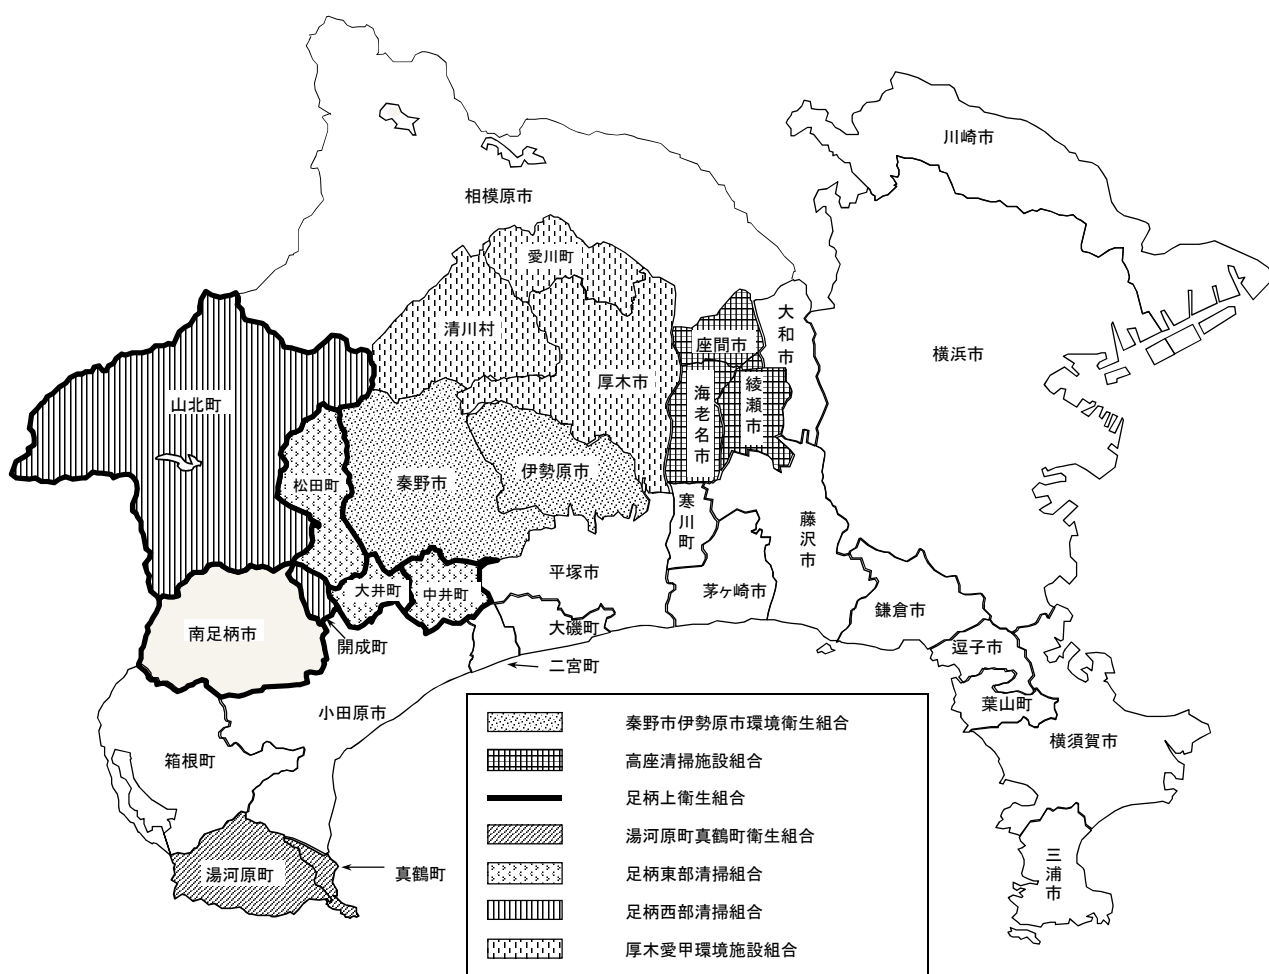 川崎市
相模原市
愛川町
清川村
大和市
座間市
横浜市
厚木市
海老名市
綾瀬市
山北町
伊勢原市
秦野市
松田町
寒川町
藤沢市
平塚市
大井町
中井町
茅ヶ崎市
鎌倉市
南足柄市
大磯町
開成町
逗子市
二宮町
葉山町
小田原市
横須賀市
箱根町
湯河原町
真鶴町
三浦市
秦野市伊勢原市環境衛生組合
高座清掃施設組合
足柄上衛生組合
湯河原町真鶴町衛生組合
足柄東部清掃組合
足柄西部清掃組合
厚木愛甲環境施設組合